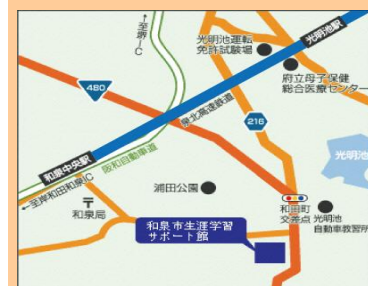 ←至堺IC
光明池運転
免許試験場
光明池駅
府立母子保健
総合医療センター
480
泉北高速鉄道
216
和泉中央駅
阪和自動車道
光明池
←至岸和田和泉IC
浦田公園
〒
和泉局
和田町
交差点
光明池
自動車教習所
和泉市生涯学習
サポート館